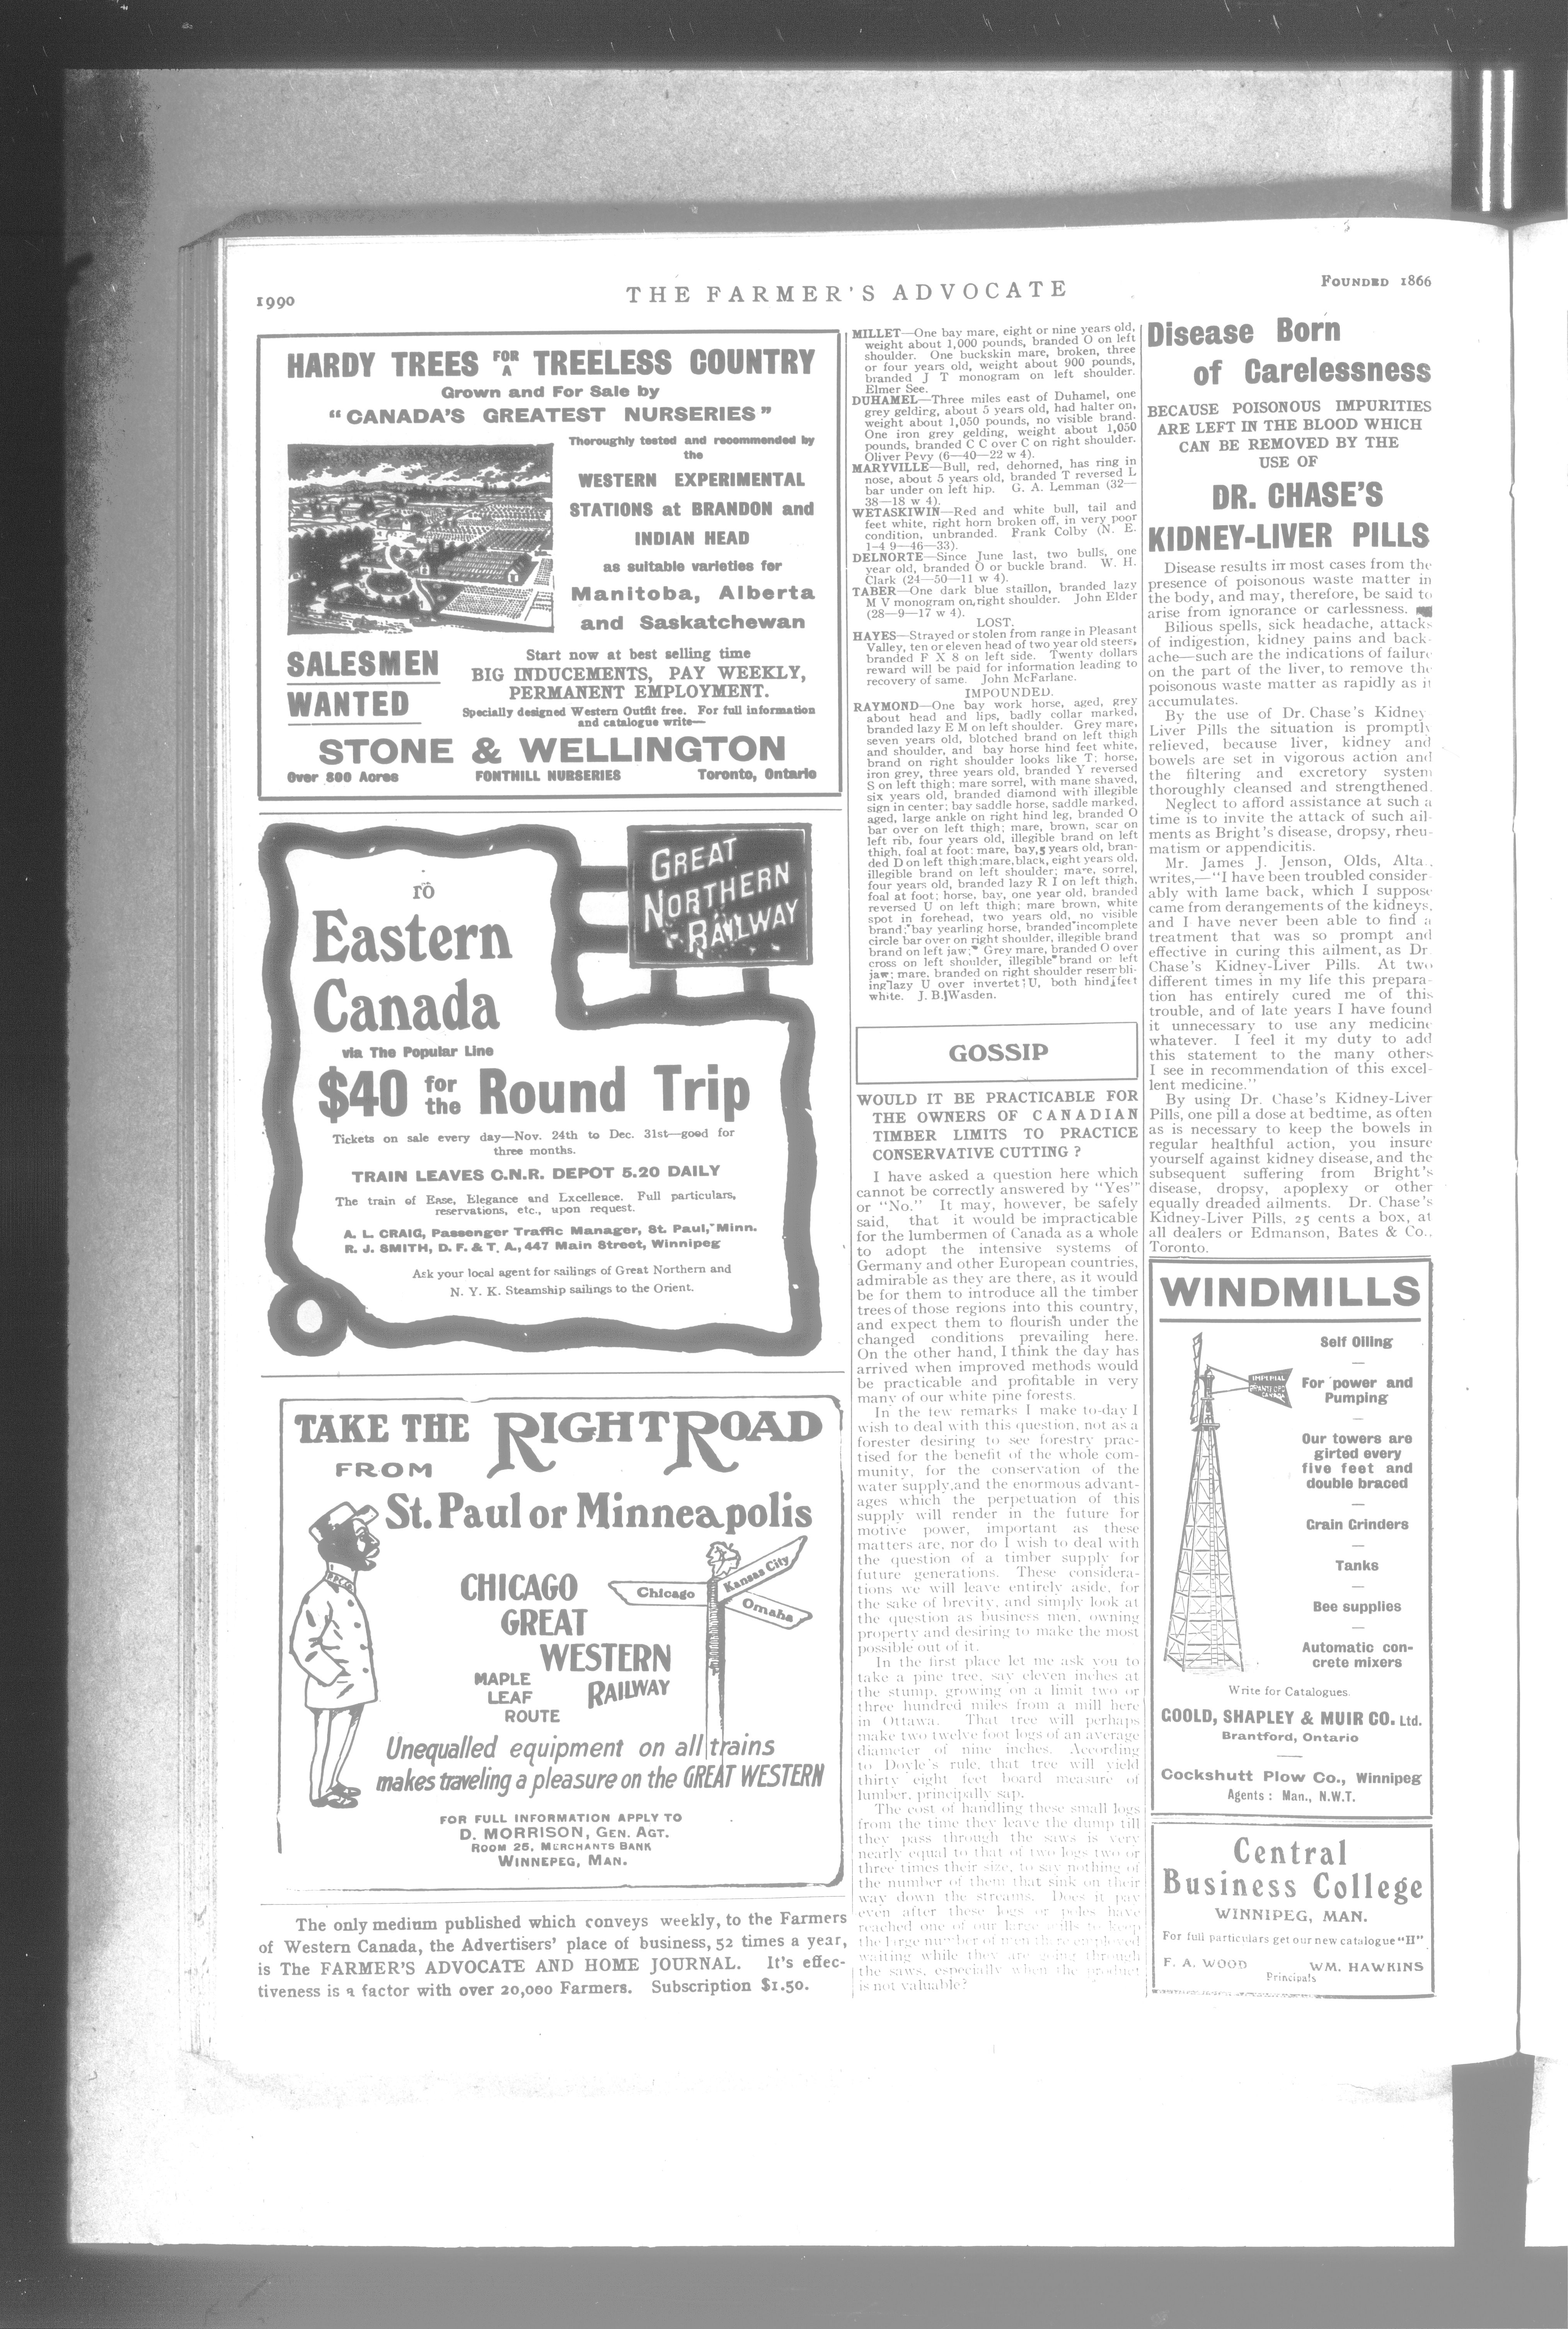 1990
THE FARMER'S ADVOCATE
FOUNDED 1866
HARDY TREES FOR A TREELESS COUNTRY
Grown and For Sale by
"CANADA'S GREATEST NURSERIES"
Thoroughly tested and recommended by
the
WESTERN EXPERIMENTAL
STATIONS at BRANDON and
INDIAN HEAD
as suitable varieties for
Manitoba, Alberta
and Saskatchewan
SALESMEN
WANTED
Start now at best selling time
BIG INDUCEMENTS, PAY WEEKLY,
PERMANENT EMPLOYMENT.
Specially designed Western Outfit free. For full information
and catalogue write—
STONE & WELLINGTON
Over 800 Acres
FONTHILL NURSERIES
Toronto, Ontario
GREAT
NORTHERN
RAILWAY
TO
Eastern
Canada
via The Popular Line
$40 for the Round Trip
Tickets on sale every day—Nov. 24th to Dec. 31st—good for
three months.
TRAIN LEAVES C.N.R. DEPOT 5.20 DAILY
The train of Ease, Elegance and Excellence. Full particulars,
reservations, etc., upon request.
A. L. CRAIG, Passenger Traffic Manager, St. Paul, Minn.
R. J. SMITH, D. F. & T. A., 447 Main Street, Winnipeg
Ask your local agent for sailings of Great Northern and
N. Y. K. Steamship sailings to the Orient.
TAKE THE RIGHT ROAD
FROM
St. Paul or Minneapolis
CHICAGO
GREAT
WESTERN
RAILWAY
MAPLE
LEAF
ROUTE
Chicago
Kansas City
Omaha
Unequalled equipment on all trains
makes traveling a pleasure on the GREAT WESTERN
FOR FULL INFORMATION APPLY TO
D. MORRISON, GEN. AGT.
ROOM 25, MERCHANTS BANK
WINNEPEG, MAN.
The only medium published which conveys weekly, to the Farmers
of Western Canada, the Advertisers' place of business, 52 times a year,
is The FARMER'S ADVOCATE AND HOME JOURNAL. It's effec-
tiveness is a factor with over 20,000 Farmers. Subscription $1.50.
MILLET—One bay mare, eight or nine years old,
weight about 1,000 pounds, branded O on left
shoulder. One buckskin mare, broken, three
or four years old, weight about 900 pounds,
branded J T monogram on left shoulder.
Elmer See.
DUHAMEL—Three miles east of Duhamel, one
grey gelding, about 5 years old, had halter on,
weight about 1,050 pounds, no visible brand.
One iron grey gelding, weight about 1,050
pounds, branded C C over C on right shoulder.
Oliver Pevy (6—40—22 w 4).
MARYVILLE—Bull, red, dehorned, has ring in
nose, about 5 years old, branded T reversed L
bar under on left hip. G. A. Lemman (32—
38—18 w 4).
WETASKIWIN—Red and white bull, tail and
feet white, right horn broken off, in very poor
condition, unbranded. Frank Colby (N. E.
1-4 9—46—33).
DELNORTE—Since June last, two bulls, one
year old, branded O or buckle brand. W. H.
Clark (24—50—11 w 4).
TABER—One dark blue stallion, branded lazy
M V monogram on right shoulder. John Elder
(28—9—17 w 4).
LOST.
HAYES—Strayed or stolen from range in Pleasant
Valley, ten or eleven head of two year old steers,
branded F X 8 on left side. Twenty dollars
reward will be paid for information leading to
recovery of same. John McFarlane.
IMPOUNDED.
RAYMOND—One bay work horse, aged, grey
about head and lips, badly collar marked,
branded lazy E M on left shoulder. Grey mare,
seven years old, blotched brand on left thigh
and shoulder, and bay horse hind feet white,
brand on right shoulder looks like T; horse,
iron grey, three years old, branded Y reversed
S on left thigh; mare sorrel, with mane shaved,
six years old, branded diamond with illegible
sign in center; bay saddle horse, saddle marked,
aged, large ankle on right hind leg, branded O
bar over on left thigh; mare, brown, scar on
left rib, four years old, illegible brand on left
thigh, foal at foot; mare, bay, 5 years old, bran-
ded D on left thigh; mare, black, eight years old,
illegible brand on left shoulder; mare, sorrel,
four years old, branded lazy R I on left thigh,
foal at foot; horse, bay, one year old, branded
reversed U on left thigh; mare brown, white
spot in forehead, two years old, no visible
brand; bay yearling horse, branded incomplete
circle bar over on right shoulder, illegible brand
brand on left jaw; Grey mare, branded O over
cross on left shoulder, illegible brand on left
jaw; mare, branded on right shoulder resembli-
ing lazy U over inverted U, both hind feet
white. J. B. Wasden.
GOSSIP
WOULD IT BE PRACTICABLE FOR
THE OWNERS OF CANADIAN
TIMBER LIMITS TO PRACTICE
CONSERVATIVE CUTTING?
I have asked a question here which
cannot be correctly answered by "Yes"
or "No." It may, however, be safely
said, that it would be impracticable
for the lumbermen of Canada as a whole
to adopt the intensive systems of
Germany and other European countries,
admirable as they are there, as it would
be for them to introduce all the timber
trees of those regions into this country,
and expect them to flourish under the
changed conditions prevailing here.
On the other hand, I think the day has
arrived when improved methods would
be practicable and profitable in very
many of our white pine forests.
In the few remarks I make to-day I
wish to deal with this question, not as a
forester desiring to see forestry prac-
tised for the benefit of the whole com-
munity, for the conservation of the
water supply, and the enormous advant-
ages which the perpetuation of this
supply will render in the future for
motive power, important as these
matters are, nor do I wish to deal with
the question of a timber supply for
future generations. These considera-
tions we will leave entirely aside, for
the sake of brevity, and simply look at
the question as business men, owning
property and desiring to make the most
possible out of it.
In the first place let me ask you to
take a pine tree, say eleven inches at
the stump, growing on a limit two or
three hundred miles from a mill here
in Ottawa. That tree will perhaps
make two twelve foot logs of an average
diameter of nine inches. According
to Doyle's rule, that tree will yield
thirty eight feet board measure of
lumber, principally sap.
The cost of handling these small logs
from the time they leave the dump till
they pass through the saws is very
nearly equal to that of two logs two or
three times their size, to say nothing of
the number of them that sink on their
way down the streams. Does it pay
even after these logs or poles have
reached one of our large mills to keep
the large number of men there employed
waiting while they are going through
the saws, especially when the product
is not valuable?
Disease Born
of Carelessness
BECAUSE POISONOUS IMPURITIES
ARE LEFT IN THE BLOOD WHICH
CAN BE REMOVED BY THE
USE OF
DR. CHASE'S
KIDNEY-LIVER PILLS
Disease results in most cases from the
presence of poisonous waste matter in
the body, and may, therefore, be said to
arise from ignorance or carlessness.
Bilious spells, sick headache, attacks
of indigestion, kidney pains and back-
ache—such are the indications of failure
on the part of the liver, to remove the
poisonous waste matter as rapidly as it
accumulates.
By the use of Dr. Chase's Kidney
Liver Pills the situation is promptly
relieved, because liver, kidney and
bowels are set in vigorous action and
the filtering and excretory system
thoroughly cleansed and strengthened.
Neglect to afford assistance at such a
time is to invite the attack of such ail-
ments as Bright's disease, dropsy, rheu-
matism or appendicitis.
Mr. James J. Jenson, Olds, Alta.,
writes,—"I have been troubled consider-
ably with lame back, which I suppose
came from derangements of the kidneys,
and I have never been able to find a
treatment that was so prompt and
effective in curing this ailment, as Dr.
Chase's Kidney-Liver Pills. At two
different times in my life this prepara-
tion has entirely cured me of this
trouble, and of late years I have found
it unnecessary to use any medicine
whatever. I feel it my duty to add
this statement to the many others
I see in recommendation of this excel-
lent medicine."
By using Dr. Chase's Kidney-Liver
Pills, one pill a dose at bedtime, as often
as is necessary to keep the bowels in
regular healthful action, you insure
yourself against kidney disease, and the
subsequent suffering from Bright's
disease, dropsy, apoplexy or other
equally dreaded ailments. Dr. Chase's
Kidney-Liver Pills, 25 cents a box, at
all dealers or Edmanson, Bates & Co.,
Toronto.
WINDMILLS
IMPERIAL
Self Oiling
For power and
Pumping
Our towers are
girted every
five feet and
double braced
Grain Grinders
Tanks
Bee supplies
Automatic con-
crete mixers
Write for Catalogues.
GOOLD, SHAPLEY & MUIR CO. Ltd.
Brantford, Ontario
Cockshutt Plow Co., Winnipeg
Agents: Man., N.W.T.
Central
Business College
WINNIPEG, MAN.
For full particulars get our new catalogue "H"
F. A. WOOD WM. HAWKINS
Principals